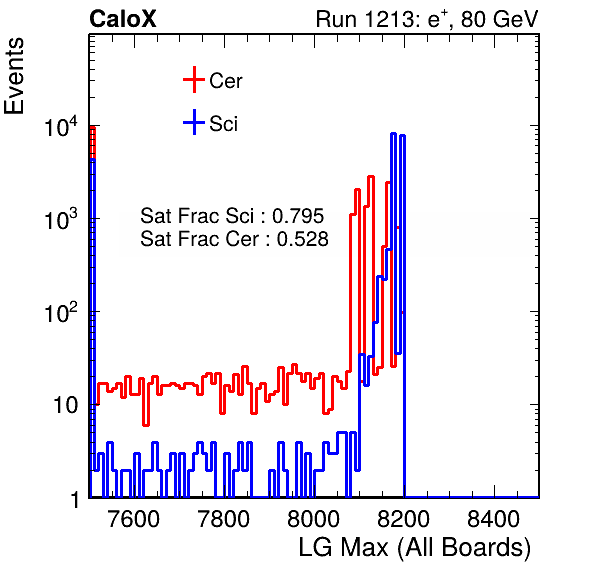 CaloX
Run 1213: e+, 80 GeV
Events
Cer
Sci
Sat Frac Sci : 0.795
Sat Frac Cer : 0.528
10^4
10^3
10^2
10
1
7600 7800 8000 8200 8400
LG Max (All Boards)